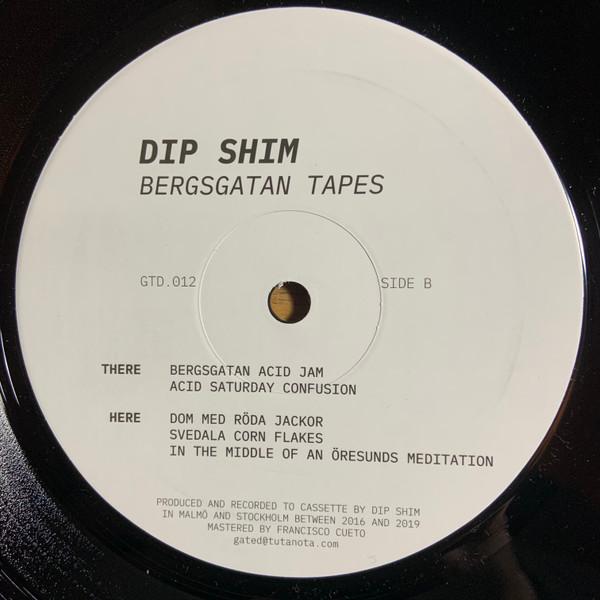 DIP SHIM
BERGSGATAN TAPES
GTD.012 SIDE B
THERE BERGSGATAN ACID JAM
ACID SATURDAY CONFUSION
HERE DOM MED RÖDA JACKOR
SVEDALA CORN FLAKES
IN THE MIDDLE OF AN ÖRESUNDS MEDITATION
PRODUCED AND RECORDED TO CASSETTE BY DIP SHIM
IN MALMÖ AND STOCKHOLM BETWEEN 2016 AND 2019
MASTERED BY FRANCISCO CUETO
gated@tutanota.com